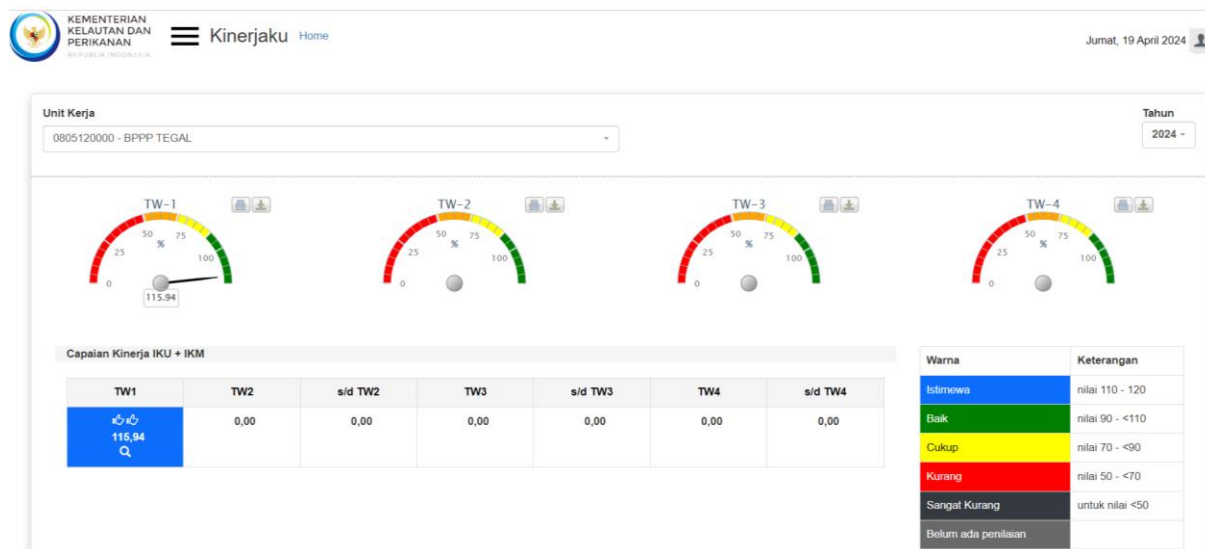 KEMENTERIAN
KELAUTAN DAN
PERIKANAN
REPUBLIK INDONESIA
Kinerjaku Home
Jumat, 19 April 2024
Unit Kerja
Tahun
0805120000 - BPPP TEGAL
2024
TW-1
0 25 50 75 100
%
115.94
TW-2
0 25 50 75 100
%
TW-3
0 25 50 75 100
%
TW-4
0 25 50 75 100
%
Capaian Kinerja IKU + IKM
TW1 TW2 s/d TW2 TW3 s/d TW3 TW4 s/d TW4
115,94 0,00 0,00 0,00 0,00 0,00 0,00
Warna Keterangan
Istimewa nilai 110 - 120
Baik nilai 90 - <110
Cukup nilai 70 - <90
Kurang nilai 50 - <70
Sangat Kurang untuk nilai <50
Belum ada penilaian